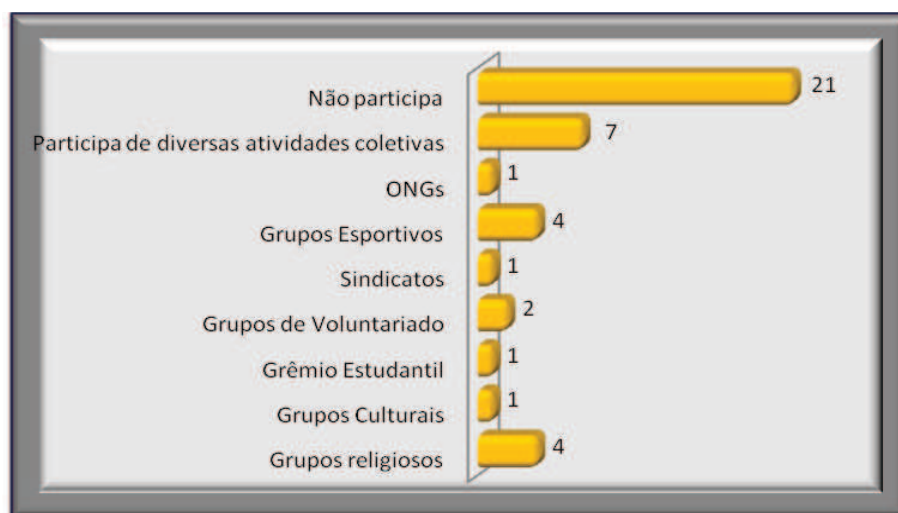 Não participa 21
Participa de diversas atividades coletivas 7
ONGs 1
Grupos Esportivos 4
Sindicatos 1
Grupos de Voluntariado 2
Grêmio Estudantil 1
Grupos Culturais 1
Grupos religiosos 4